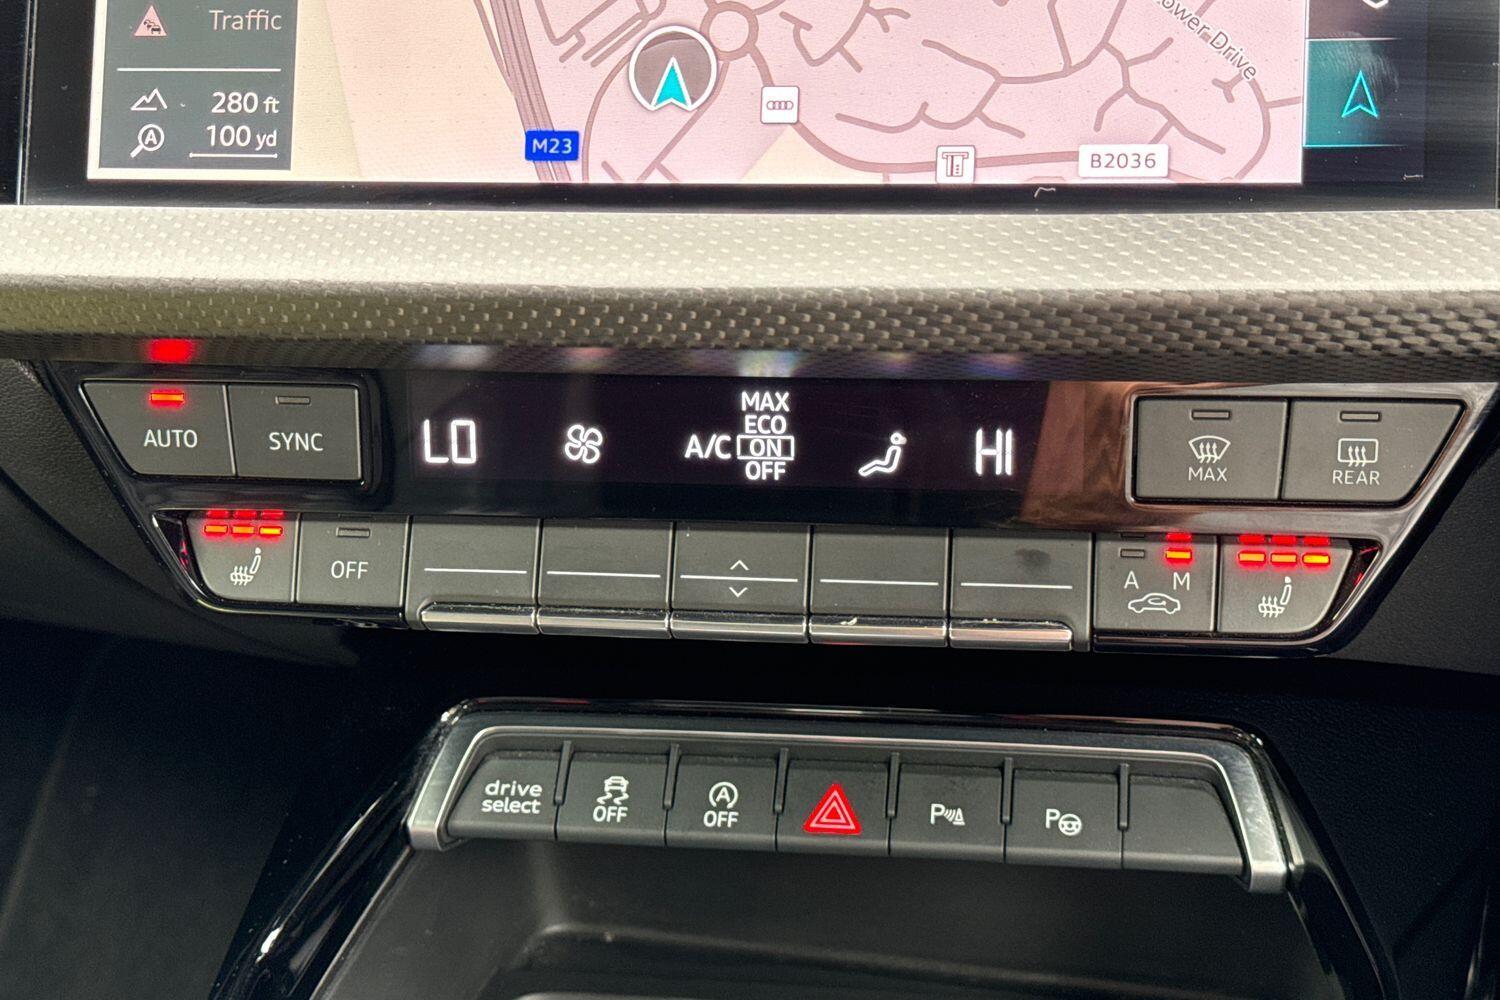 Traffic
280 ft
100 yd
A
M23
B2036
ower Drive
AUTO
SYNC
LO
A/C
MAX
ECO
ON
OFF
HI
MAX
REAR
OFF
A M
drive
select
OFF
A
OFF
P
P